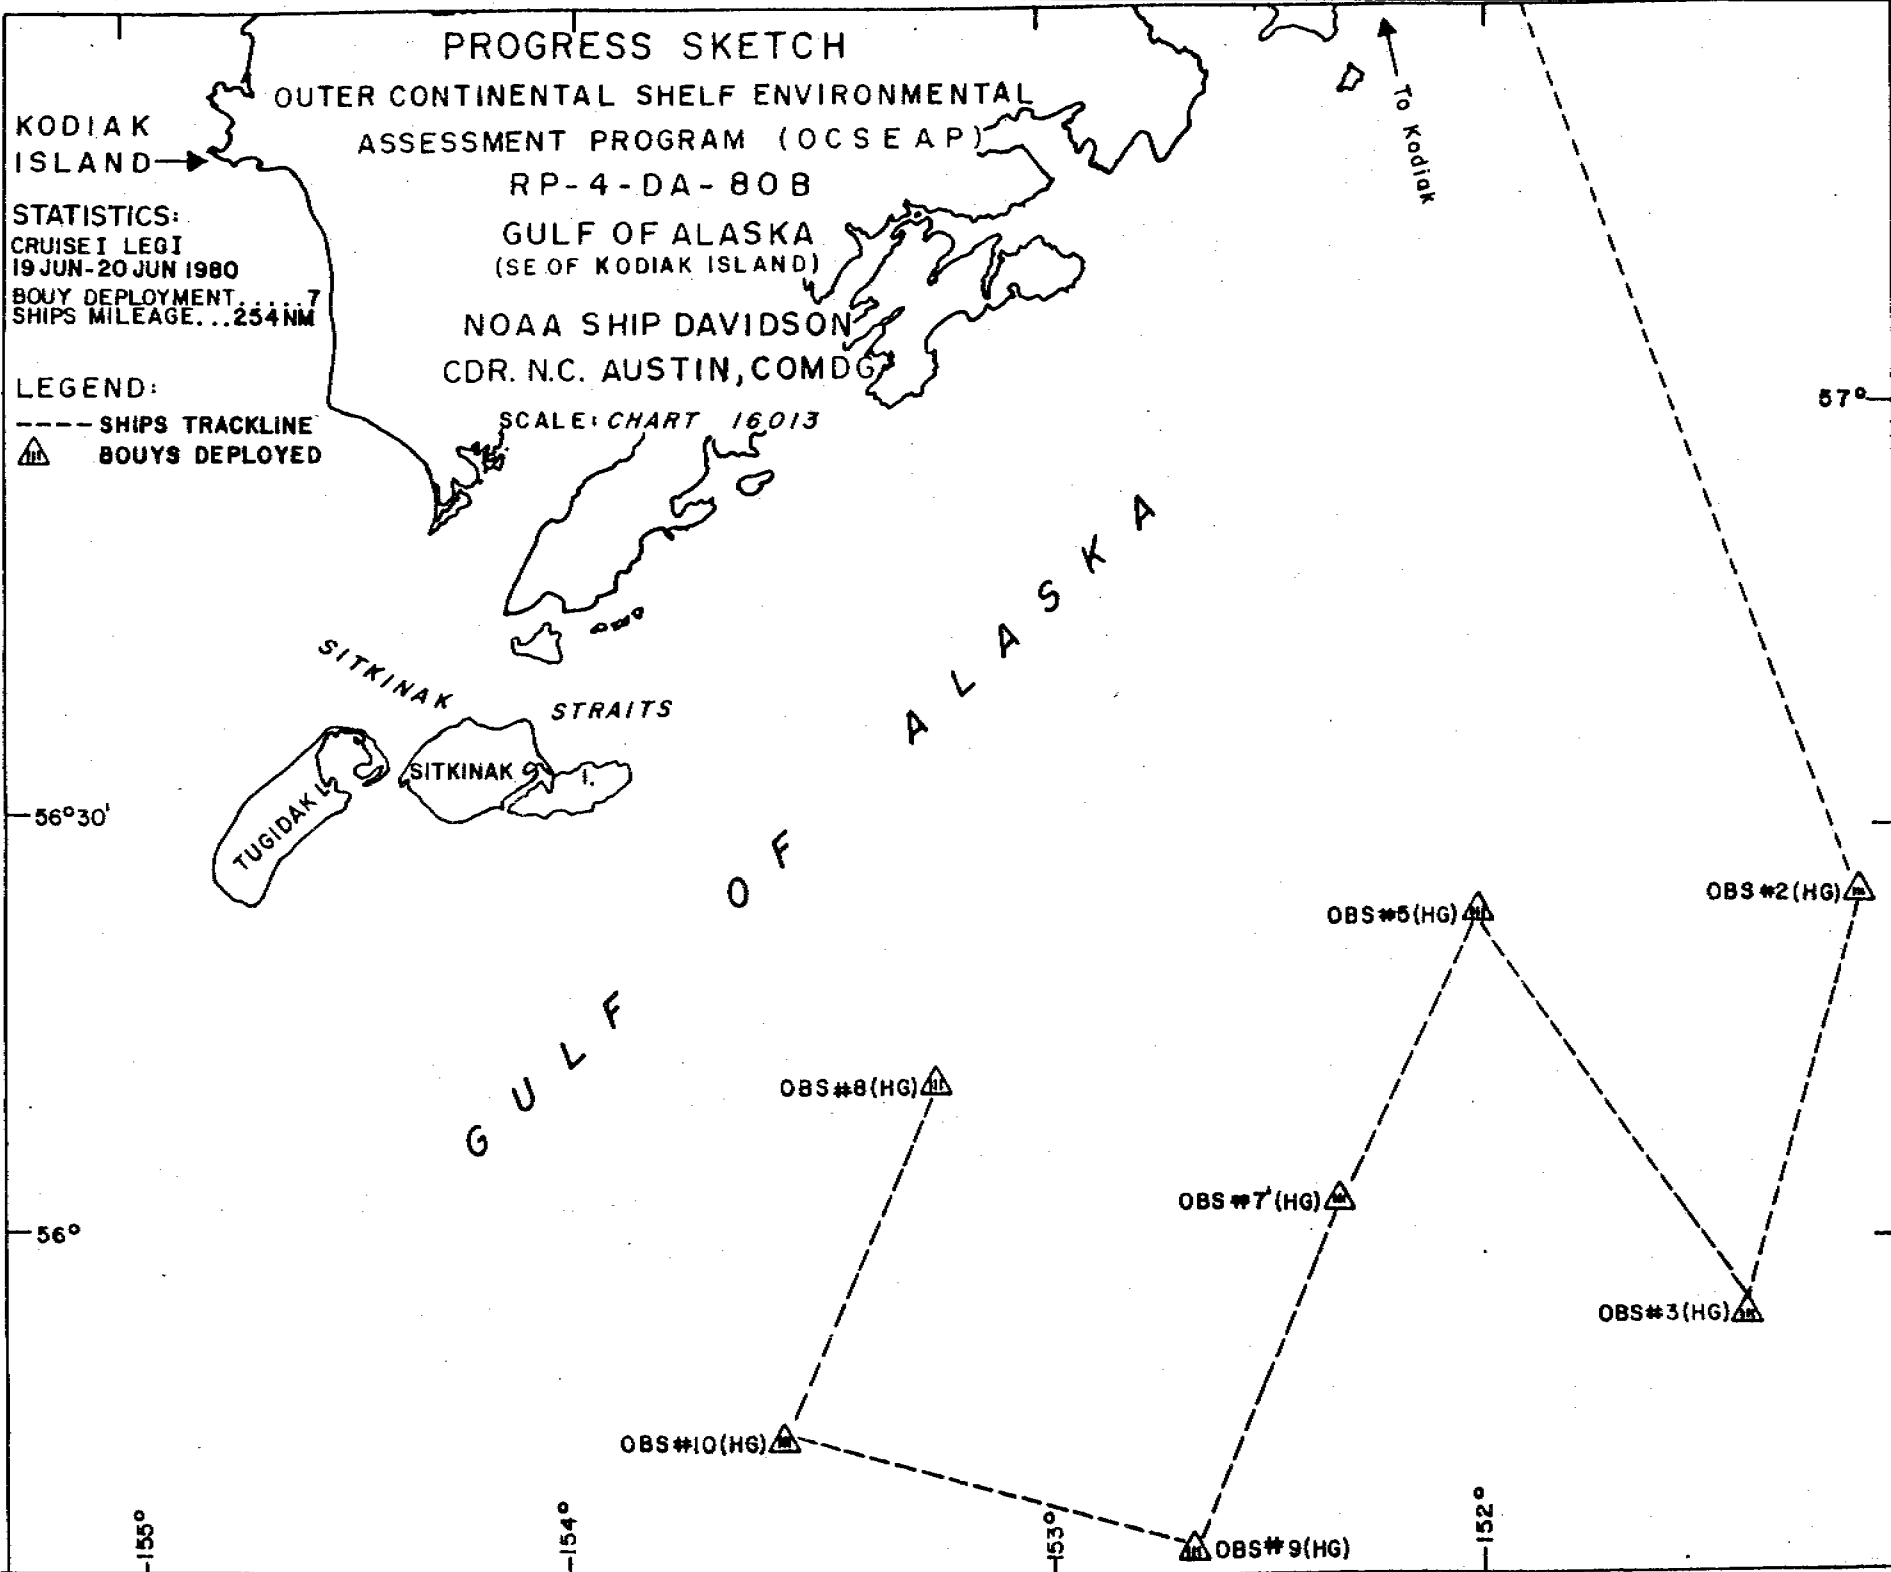 PROGRESS SKETCH
OUTER CONTINENTAL SHELF ENVIRONMENTAL
ASSESSMENT PROGRAM (OCSEAP)
RP-4-DA-80B
GULF OF ALASKA
(SE OF KODIAK ISLAND)
NOAA SHIP DAVIDSON
CDR. N.C. AUSTIN, COMDG
SCALE: CHART 16013
KODIAK
ISLAND
STATISTICS:
CRUISE I LEG I
19 JUN-20 JUN 1980
BOUY DEPLOYMENT.....7
SHIPS MILEAGE...254NM
LEGEND:
---- SHIPS TRACKLINE
BOUYS DEPLOYED
To Kodiak
57°
SITKINAK STRAITS
TUGIDAK I.
SITKINAK I.
56°30'
GULF OF ALASKA
OBS#2(HG)
OBS#5(HG)
OBS#8(HG)
OBS#7'(HG)
56°
OBS#3(HG)
OBS#10(HG)
OBS#9(HG)
155°
154°
153°
152°